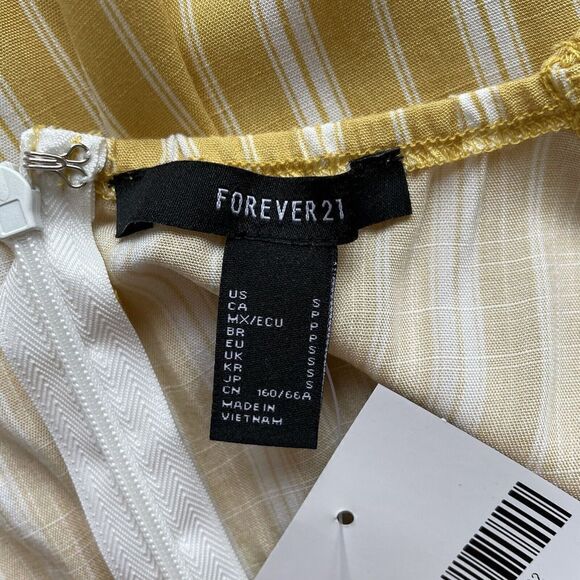 FOREVER 21
US S
CA P
MX/ECU P
BR P
EU S
UK S
KR S
JP S
CN 160/66A
MADE IN
VIETNAM